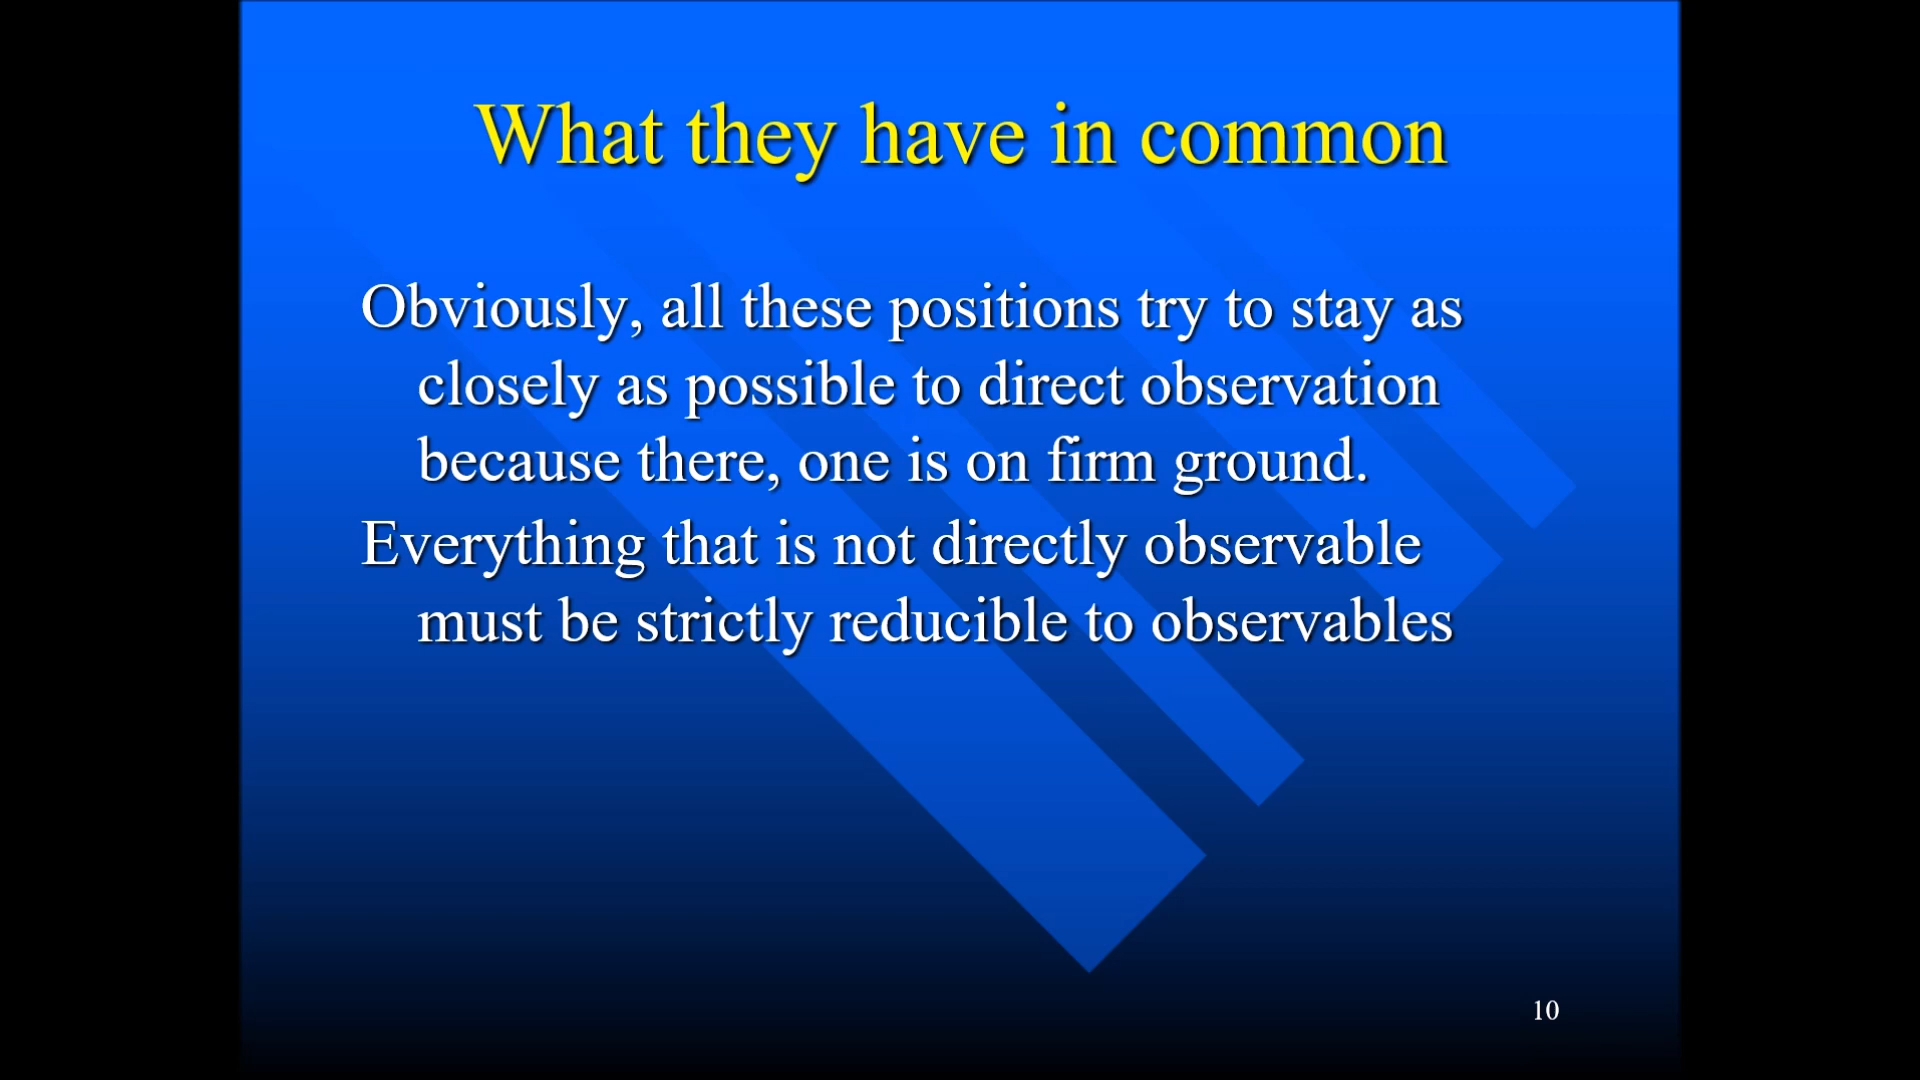 What they have in common
Obviously, all these positions try to stay as
closely as possible to direct observation
because there, one is on firm ground.
Everything that is not directly observable
must be strictly reducible to observables
10